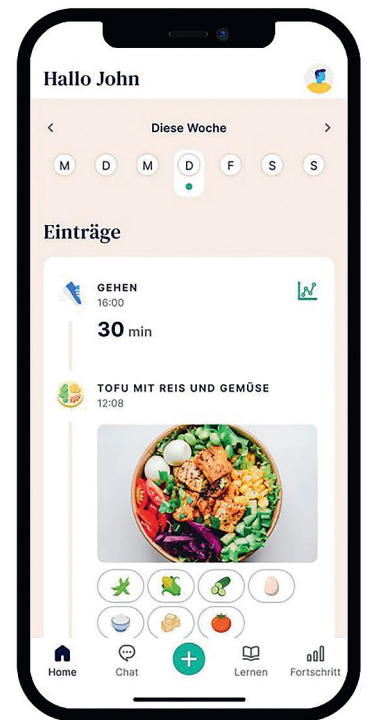 Hallo John
Diese Woche
M D M D F S S
Einträge
GEHEN
16:00
30 min
TOFU MIT REIS UND GEMÜSE
12:08
Home Chat Lernen Fortschritt